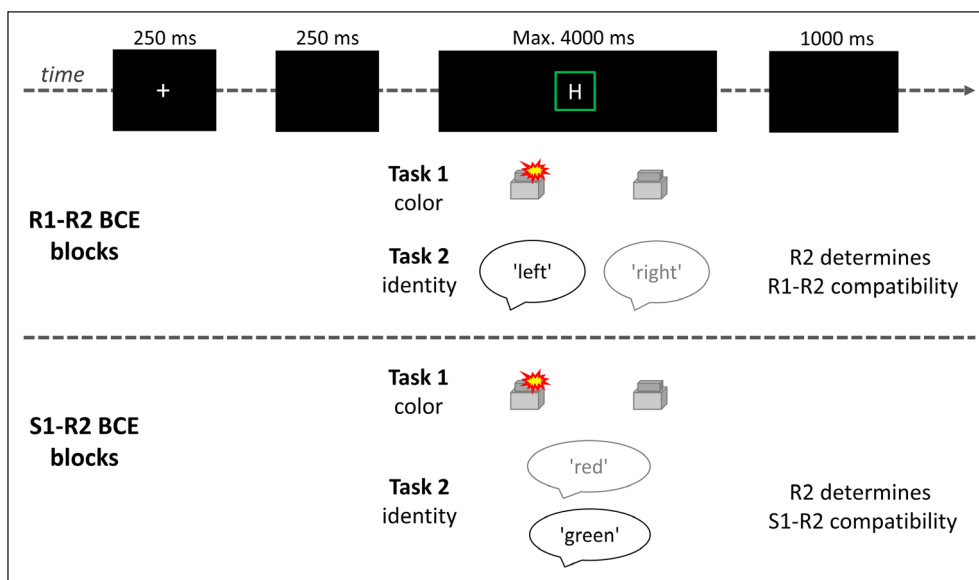 250 ms
250 ms
Max. 4000 ms
1000 ms
time
+
H
R1-R2 BCE
blocks
Task 1
color
Task 2
identity
'left'
'right'
R2 determines
R1-R2 compatibility
S1-R2 BCE
blocks
Task 1
color
Task 2
identity
'red'
'green'
R2 determines
S1-R2 compatibility